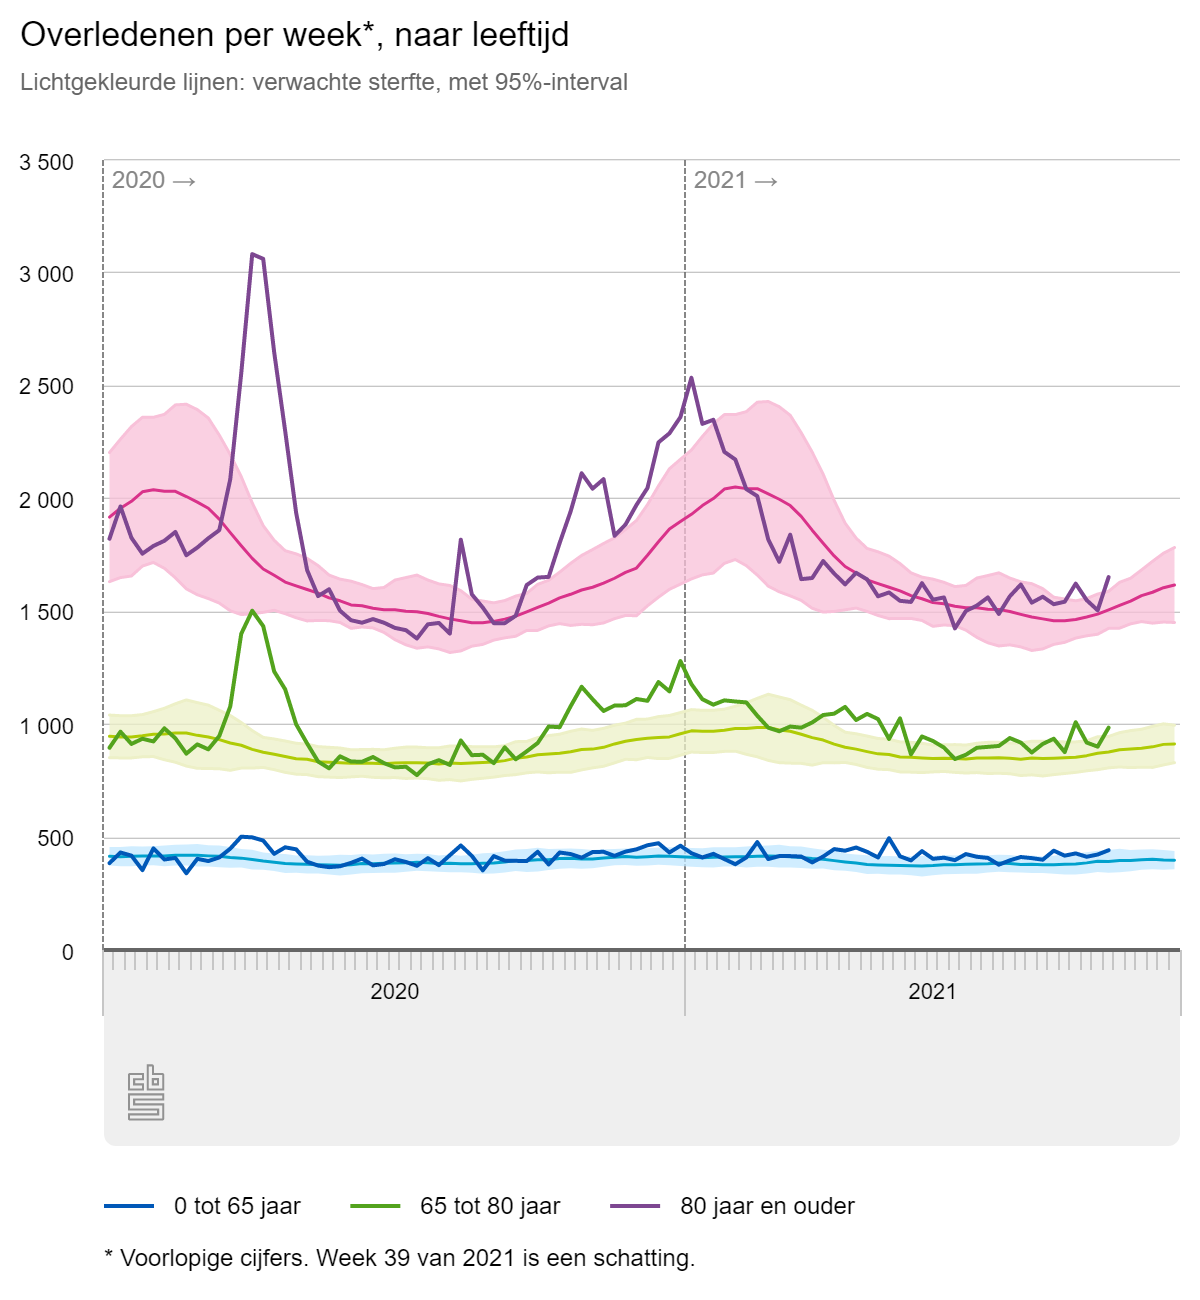 Overledenen per week*, naar leeftijd
Lichtgekleurde lijnen: verwachte sterfte, met 95%-interval
3 500
2020 →
2021 →
3 000
2 500
2 000
1 500
1 000
500
0
2020
2021
cbs
0 tot 65 jaar
65 tot 80 jaar
80 jaar en ouder
* Voorlopige cijfers. Week 39 van 2021 is een schatting.